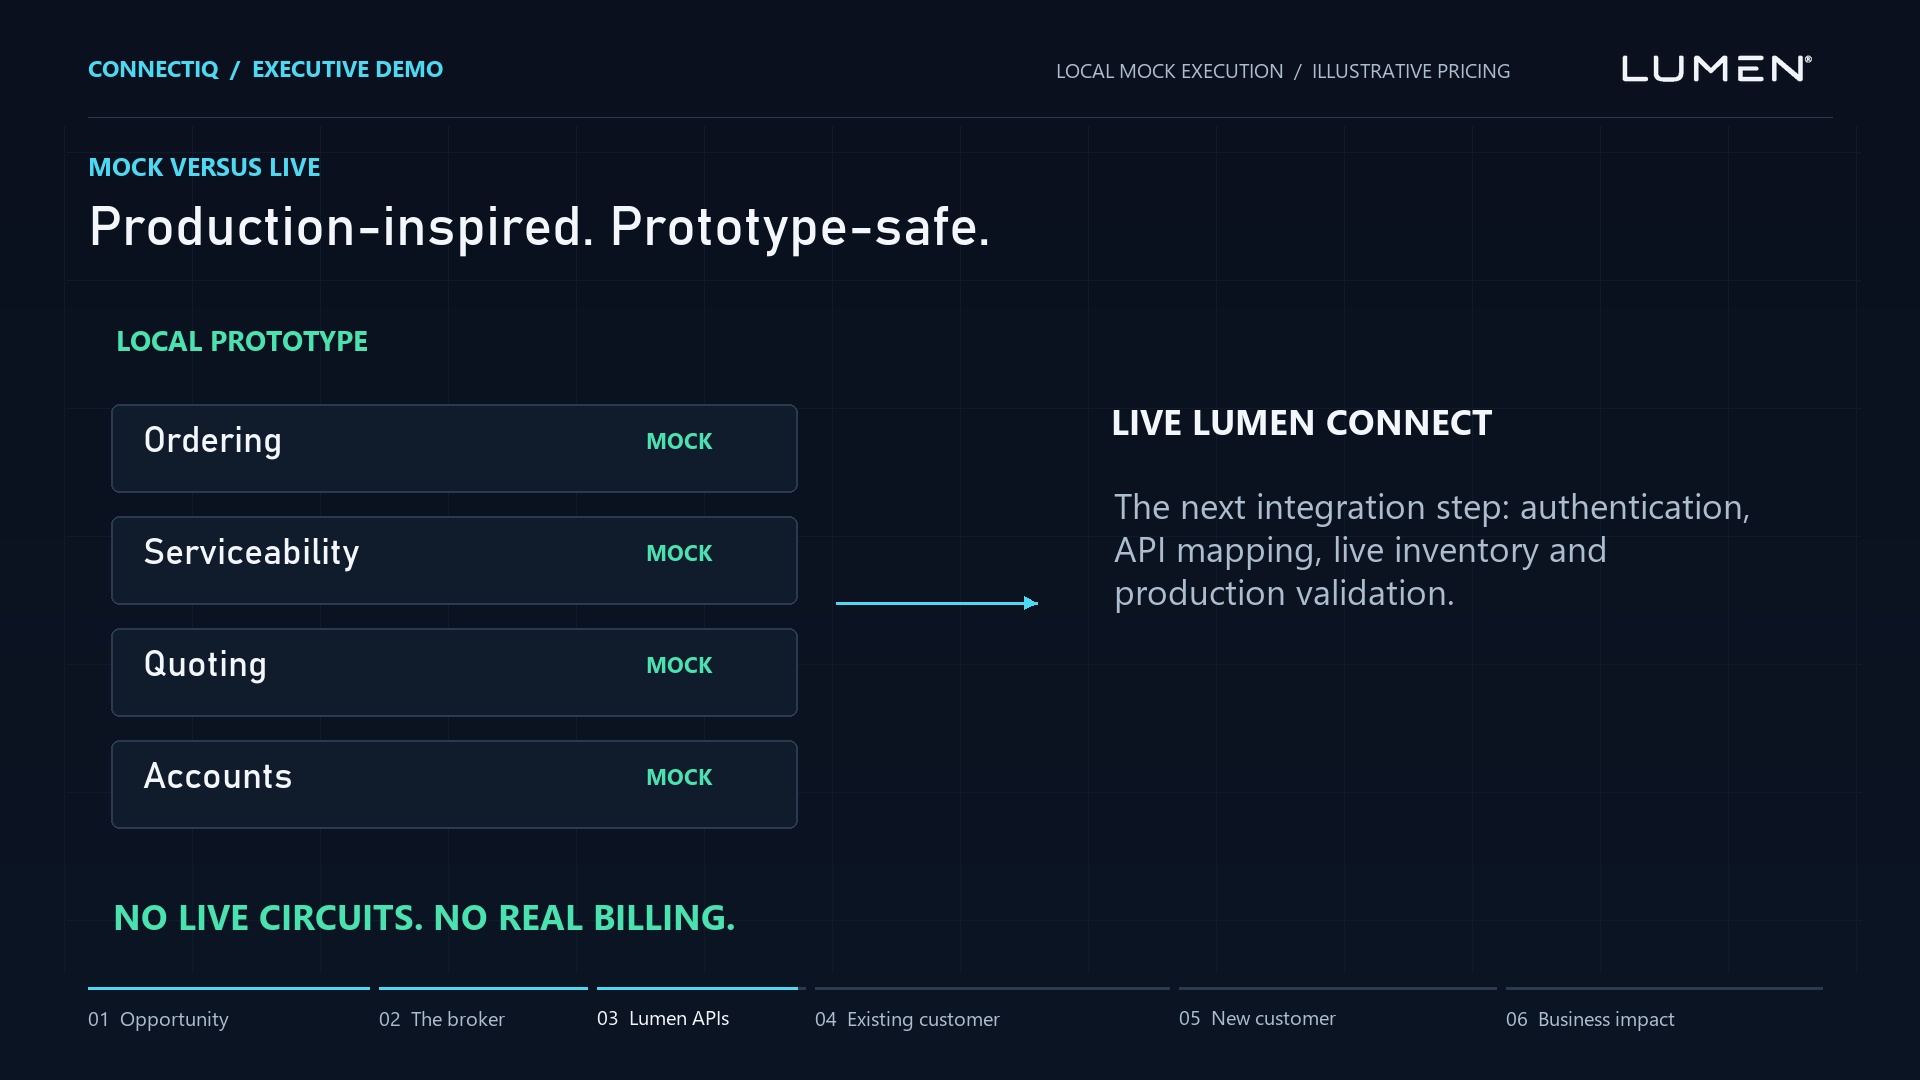 CONNECTIQ / EXECUTIVE DEMO
LOCAL MOCK EXECUTION / ILLUSTRATIVE PRICING
LUMEN®
MOCK VERSUS LIVE
Production-inspired. Prototype-safe.
LOCAL PROTOTYPE
Ordering MOCK
Serviceability MOCK
Quoting MOCK
Accounts MOCK
LIVE LUMEN CONNECT
The next integration step: authentication,
API mapping, live inventory and
production validation.
NO LIVE CIRCUITS. NO REAL BILLING.
01 Opportunity
02 The broker
03 Lumen APIs
04 Existing customer
05 New customer
06 Business impact